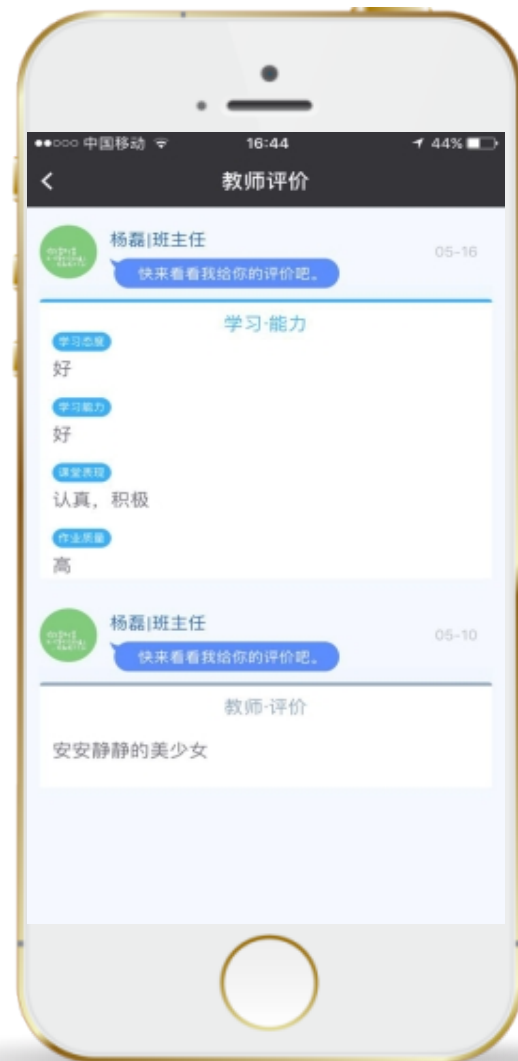 中国移动 16:44 44%
教师评价
杨磊|班主任
05-16
快来看看我给你的评价吧。
学习·能力
学习态度
好
学习能力
好
课堂表现
认真，积极
作业质量
高
杨磊|班主任
05-10
快来看看我给你的评价吧。
教师·评价
安安静静的美少女